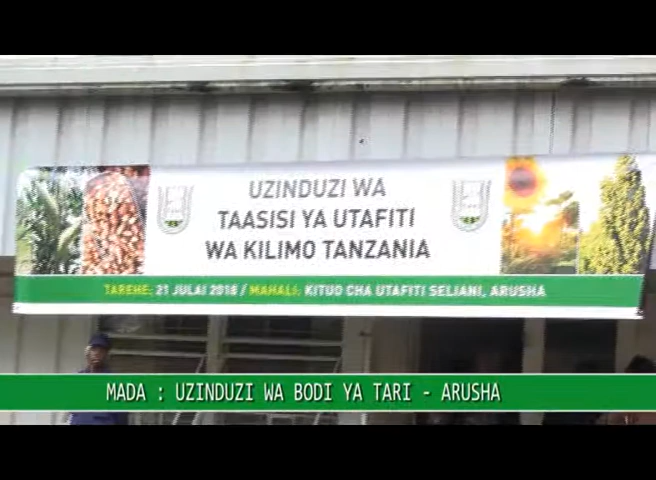 UZINDUZI WA
TAASISI YA UTAFITI
WA KILIMO TANZANIA
TAREHE: 21 JULAI 2018 / MAHALI: KITUO CHA UTAFITI SELIANI, ARUSHA
MADA : UZINDUZI WA BODI YA TARI - ARUSHA